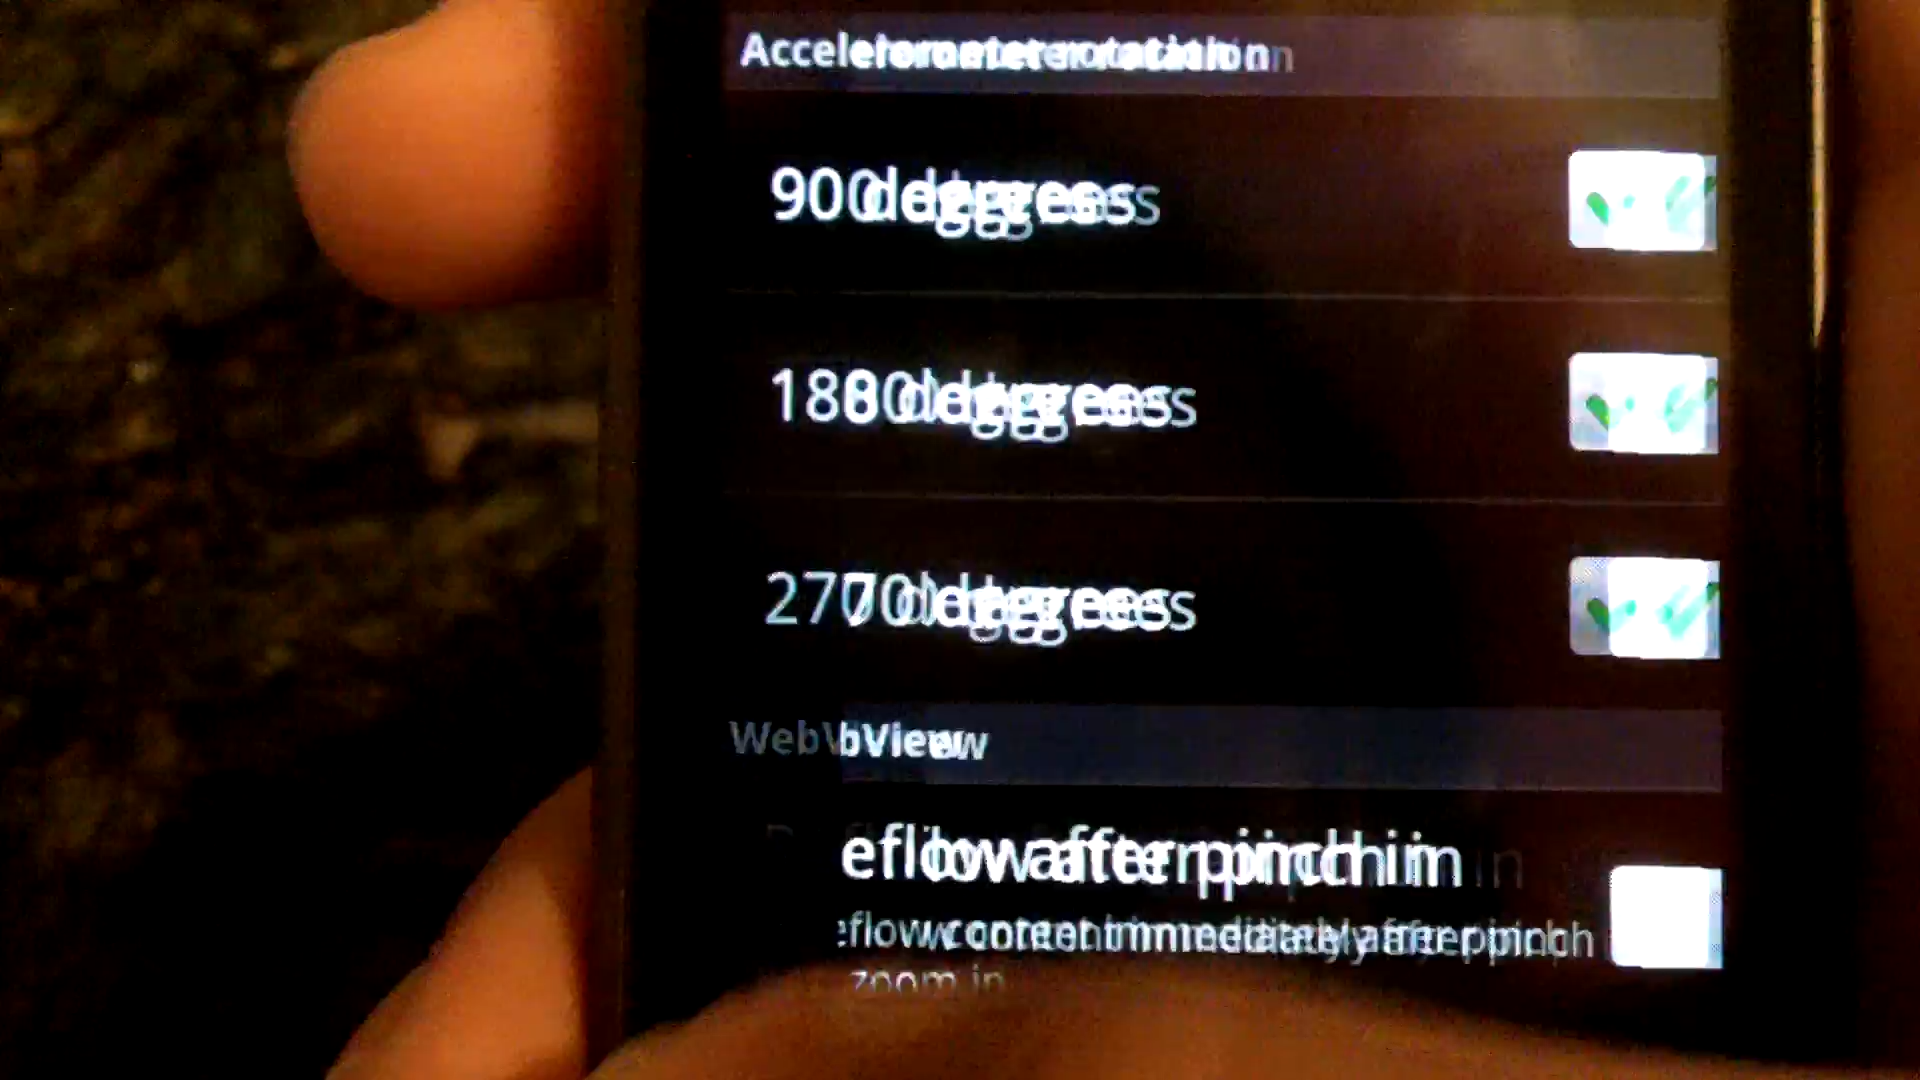 Accelerometer rotation
90 degrees
180 degrees
270 degrees
WebView
Reflow after pinch in
Reflow content immediately after pinch
zoom in